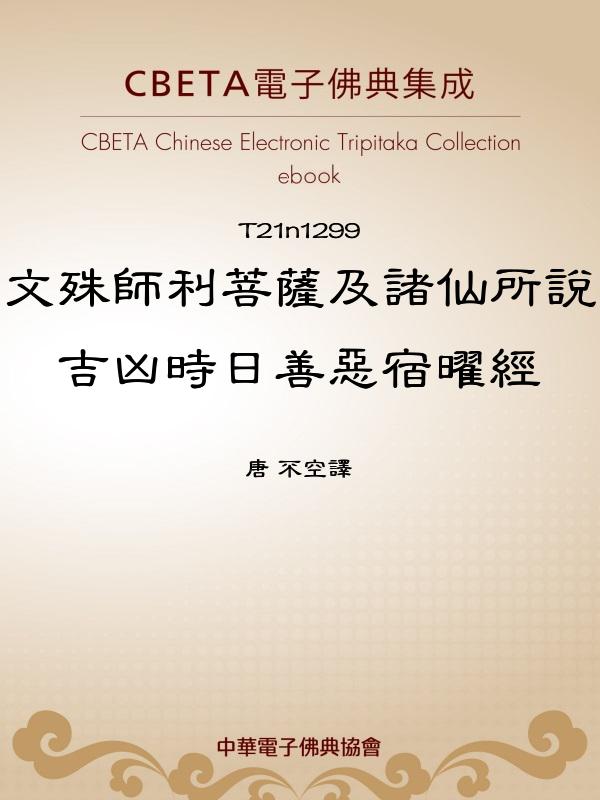 CBETA電子佛典集成
CBETA Chinese Electronic Tripitaka Collection
ebook
T21n1299
文殊師利菩薩及諸仙所說
吉凶時日善惡宿曜經
唐 不空譯
中華電子佛典協會